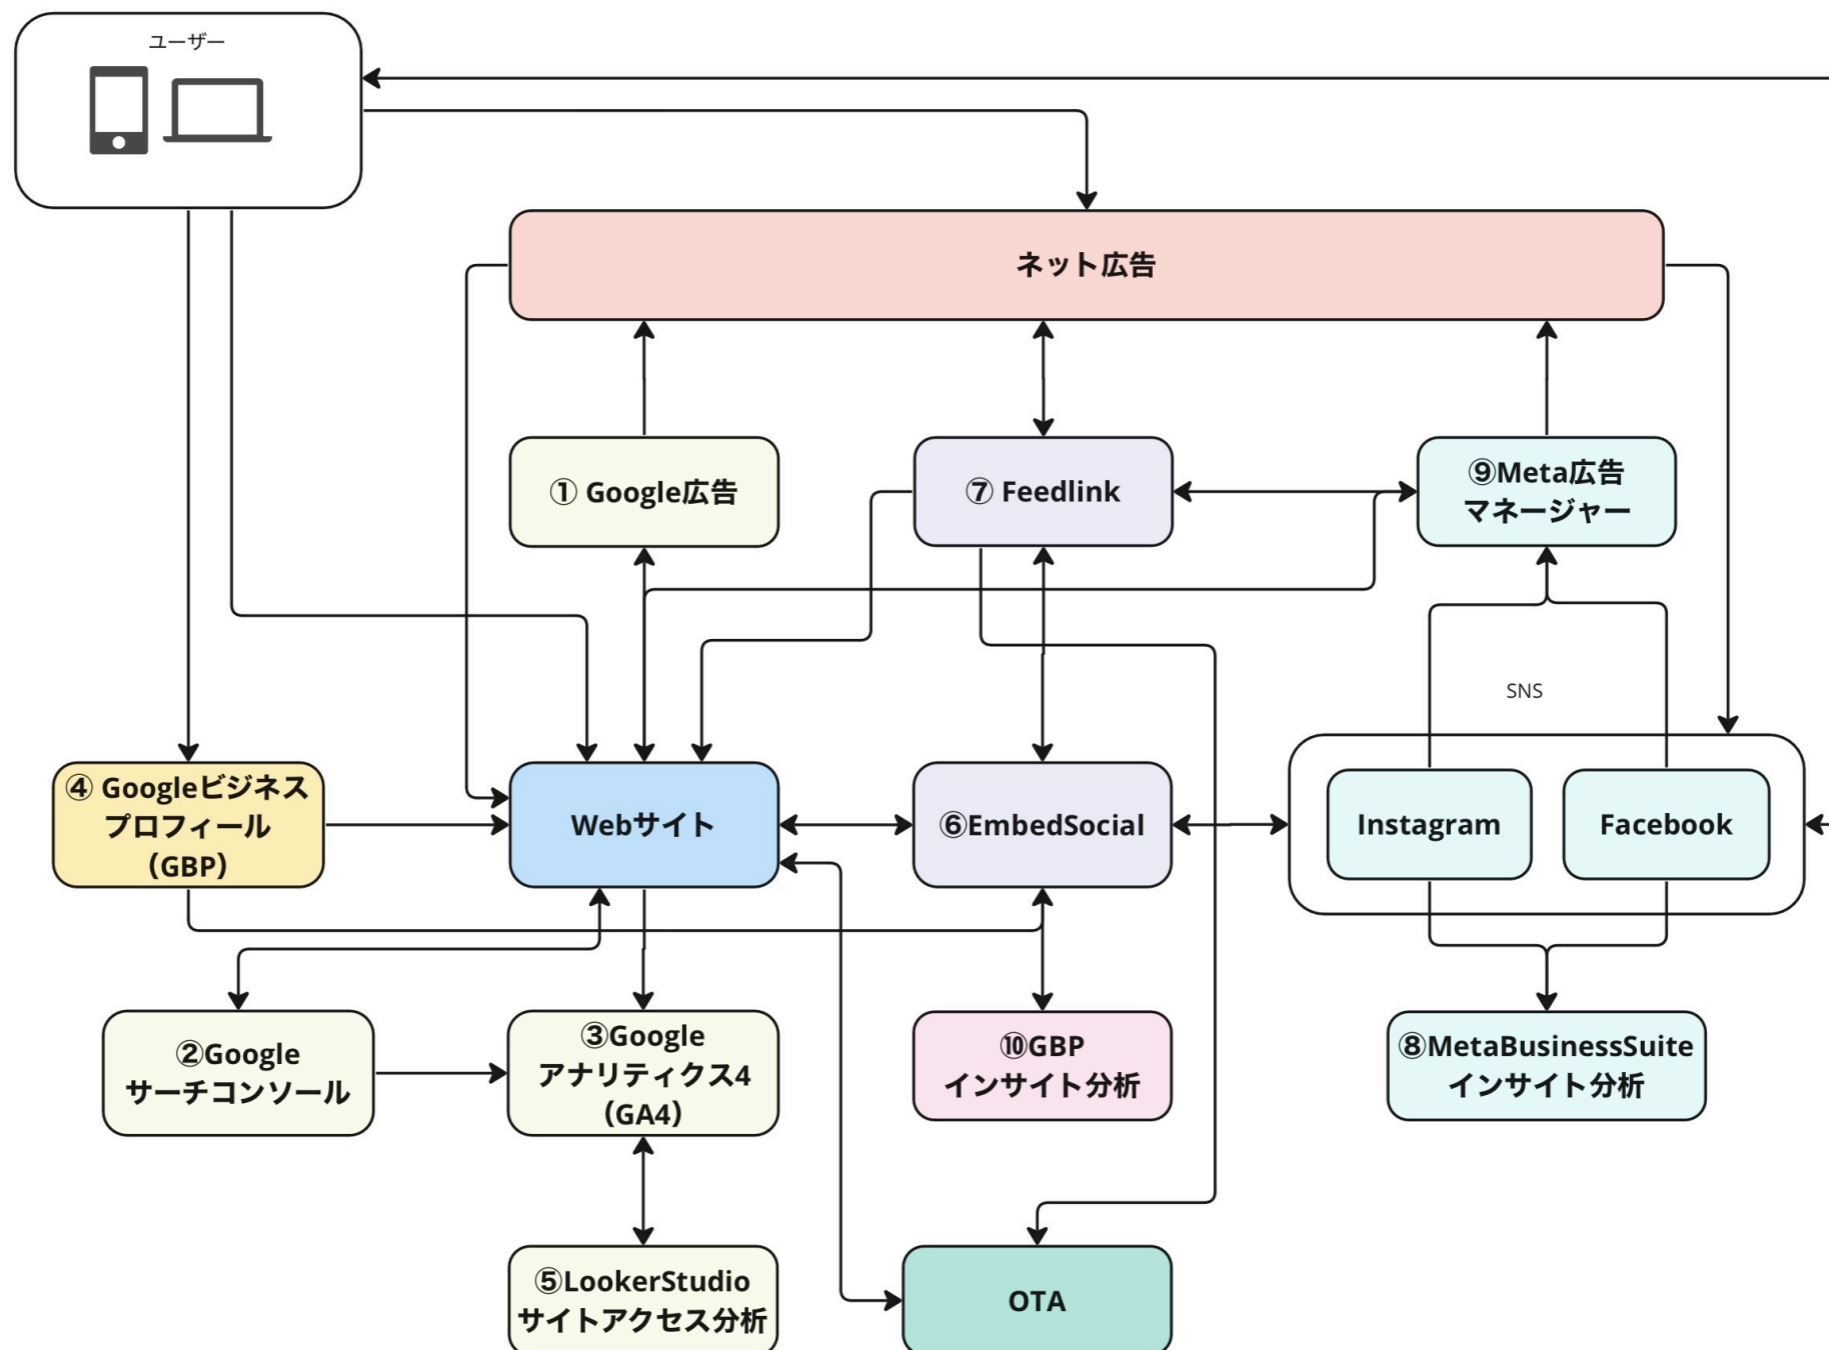 ユーザー
ネット広告
① Google広告
⑦ Feedlink
⑨Meta広告
マネージャー
SNS
④ Googleビジネス
プロフィール
(GBP)
Webサイト
⑥EmbedSocial
Instagram
Facebook
②Google
サーチコンソール
③Google
アナリティクス4
(GA4)
⑩GBP
インサイト分析
⑧MetaBusinessSuite
インサイト分析
⑤LookerStudio
サイトアクセス分析
OTA